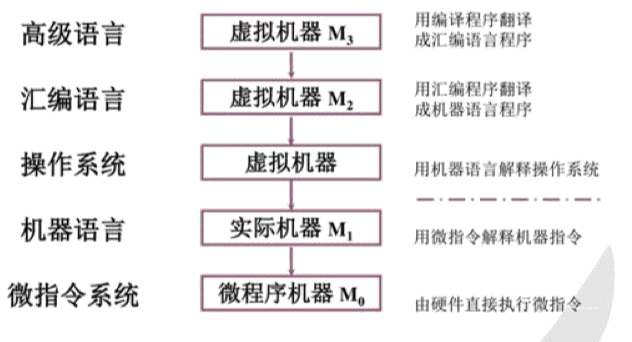 高级语言
虚拟机器 M3
用编译程序翻译
成汇编语言程序
汇编语言
虚拟机器 M2
用汇编程序翻译
成机器语言程序
操作系统
虚拟机器
用机器语言解释操作系统
机器语言
实际机器 M1
用微指令解释机器指令
微指令系统
微程序机器 M0
由硬件直接执行微指令